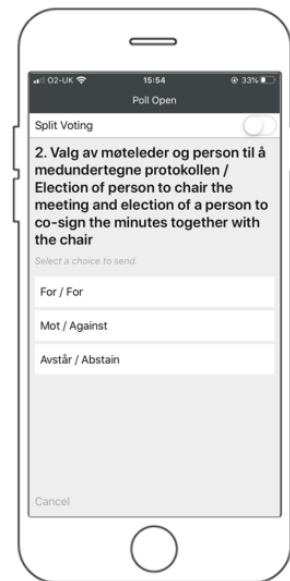 O2-UK 15:54 33%
Poll Open
Split Voting
2. Valg av møteleder og person til å
medundertegne protokollen /
Election of person to chair the
meeting and election of a person to
co-sign the minutes together with
the chair
Select a choice to send.
For / For
Mot / Against
Avstår / Abstain
Cancel